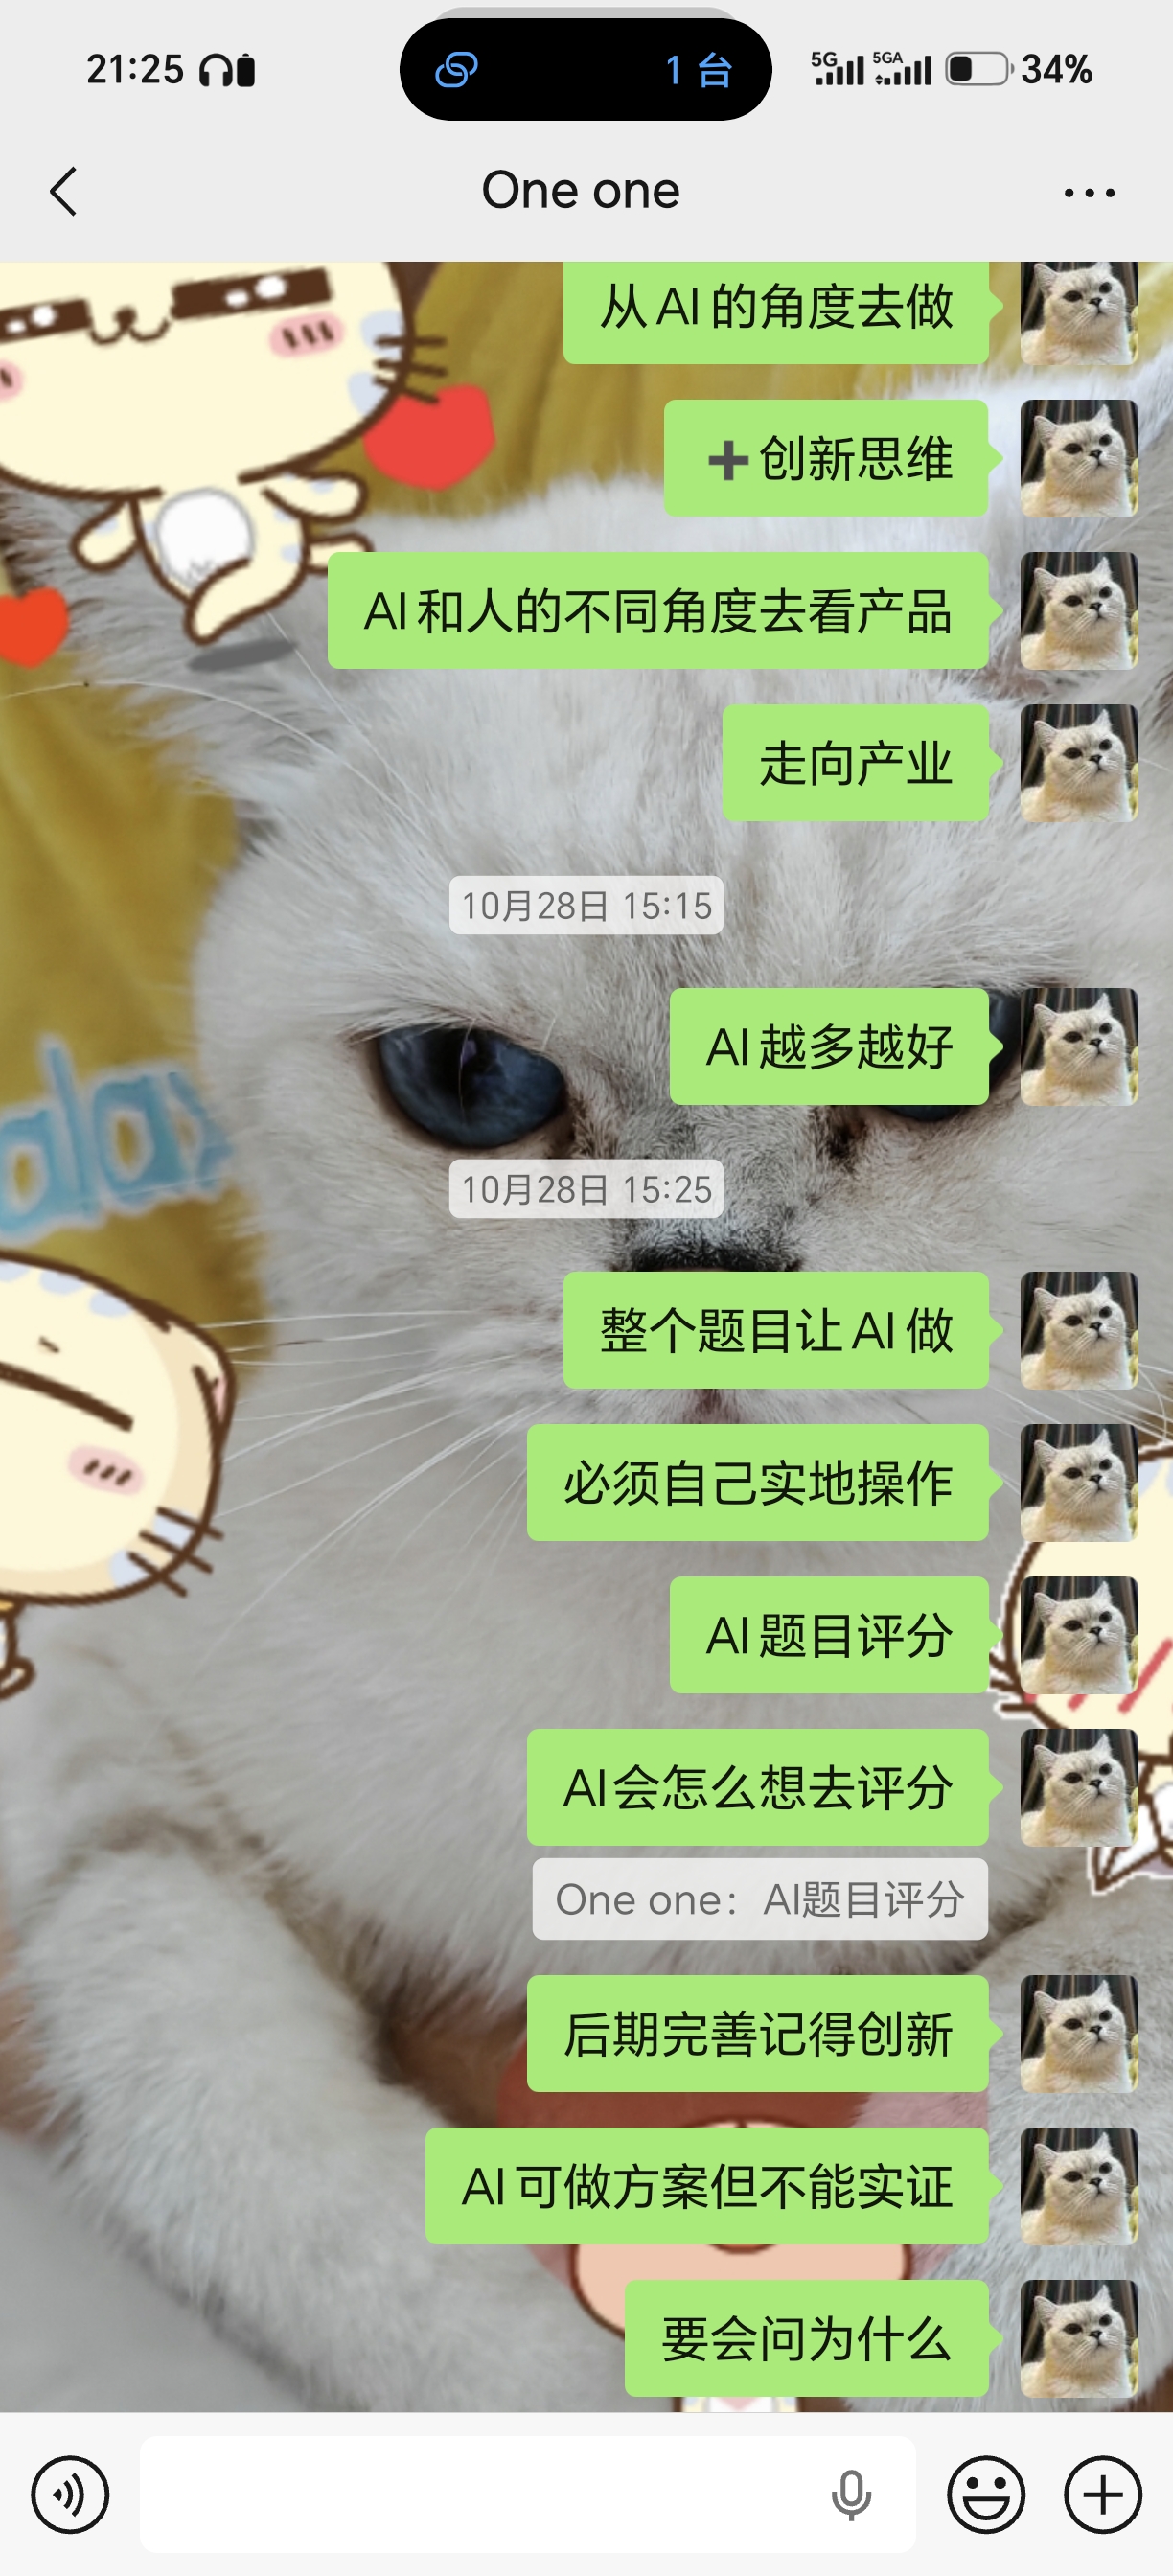 21:25
1 台
5G
5GA
34%
One one
从AI的角度去做
➕创新思维
AI和人的不同角度去看产品
走向产业
10月28日 15:15
AI越多越好
10月28日 15:25
整个题目让AI做
必须自己实地操作
AI题目评分
AI会怎么想去评分
One one：AI题目评分
后期完善记得创新
AI可做方案但不能实证
要会问为什么